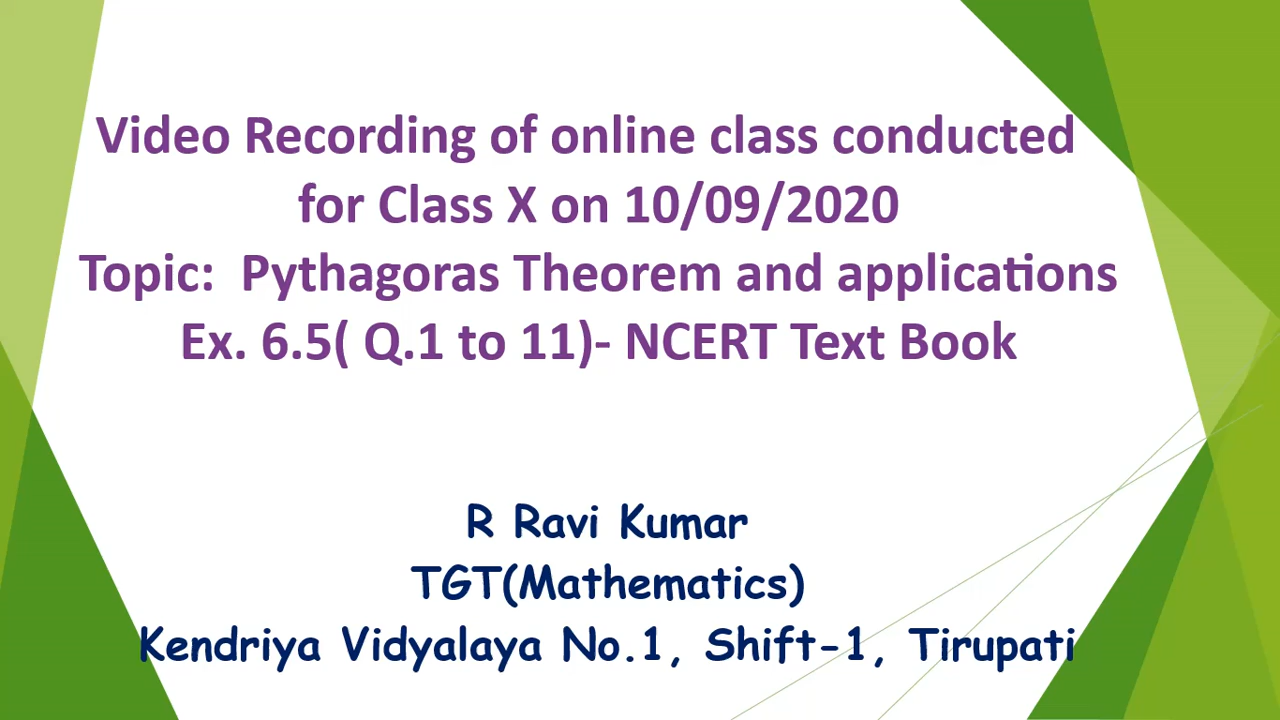 Video Recording of online class conducted
for Class X on 10/09/2020
Topic:  Pythagoras Theorem and applications
Ex. 6.5( Q.1 to 11)- NCERT Text Book
R Ravi Kumar
TGT(Mathematics)
Kendriya Vidyalaya No.1, Shift-1, Tirupati